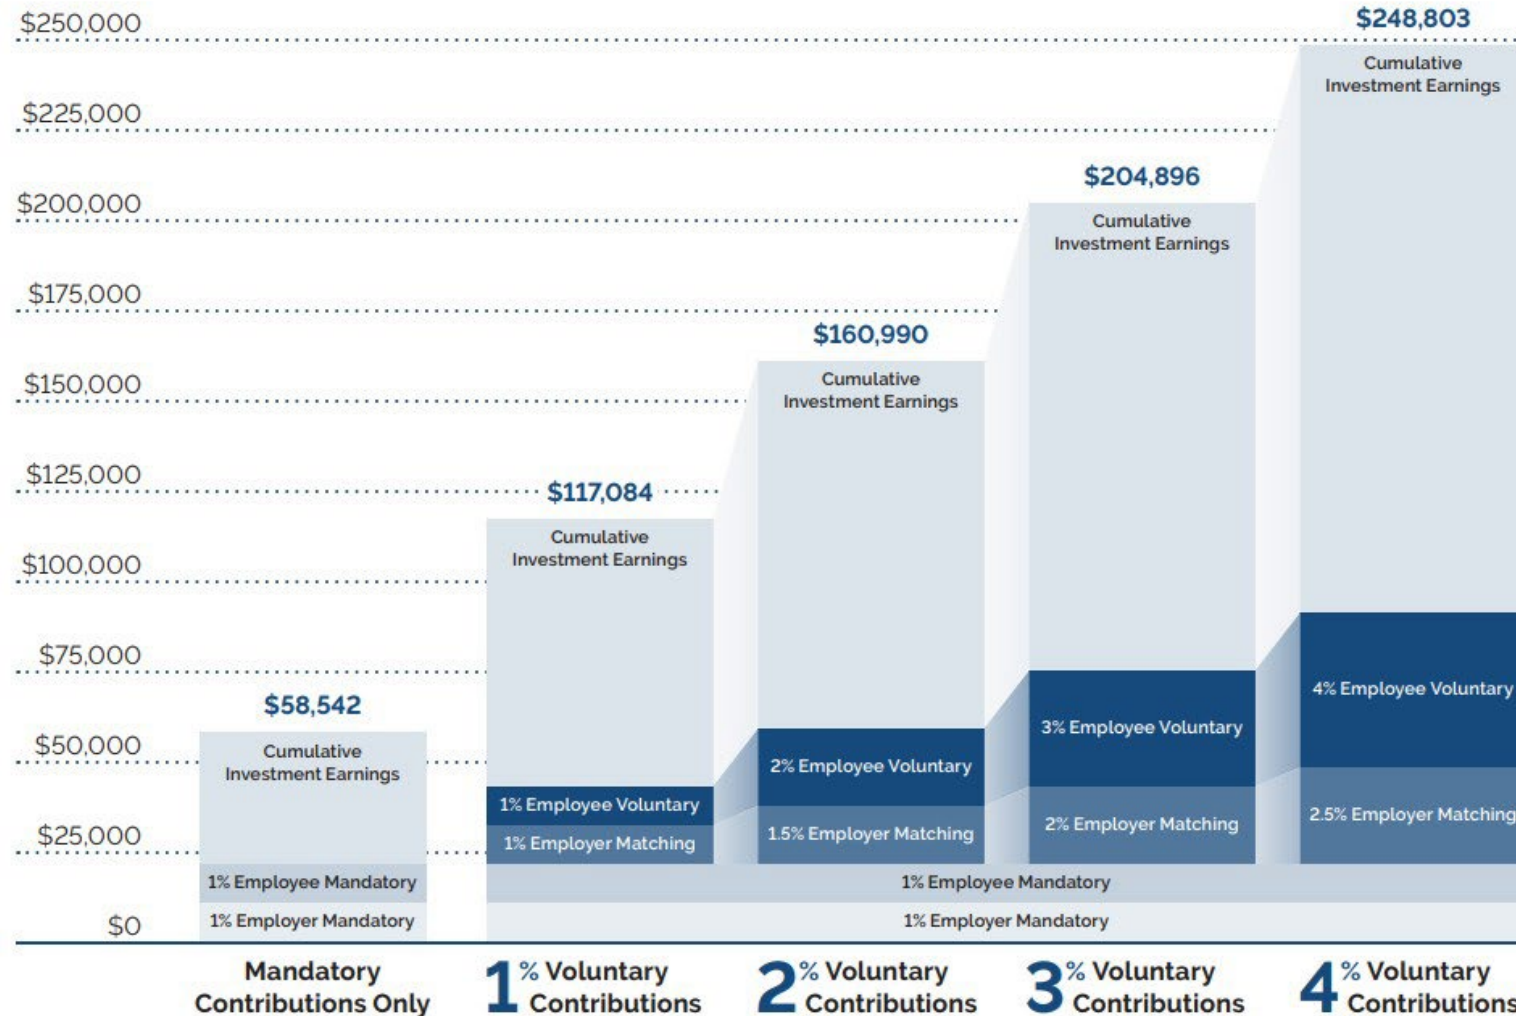 $250,000
$225,000
$200,000
$175,000
$150,000
$125,000
$100,000
$75,000
$50,000
$25,000
$0
$58,542
Cumulative
Investment Earnings
1% Employee Mandatory
1% Employer Mandatory
$117,084
Cumulative
Investment Earnings
1% Employee Voluntary
1% Employer Matching
$160,990
Cumulative
Investment Earnings
2% Employee Voluntary
1.5% Employer Matching
$204,896
Cumulative
Investment Earnings
3% Employee Voluntary
2% Employer Matching
$248,803
Cumulative
Investment Earnings
4% Employee Voluntary
2.5% Employer Matching
1% Employee Mandatory
1% Employer Mandatory
Mandatory
Contributions Only
1% Voluntary
Contributions
2% Voluntary
Contributions
3% Voluntary
Contributions
4% Voluntary
Contributions